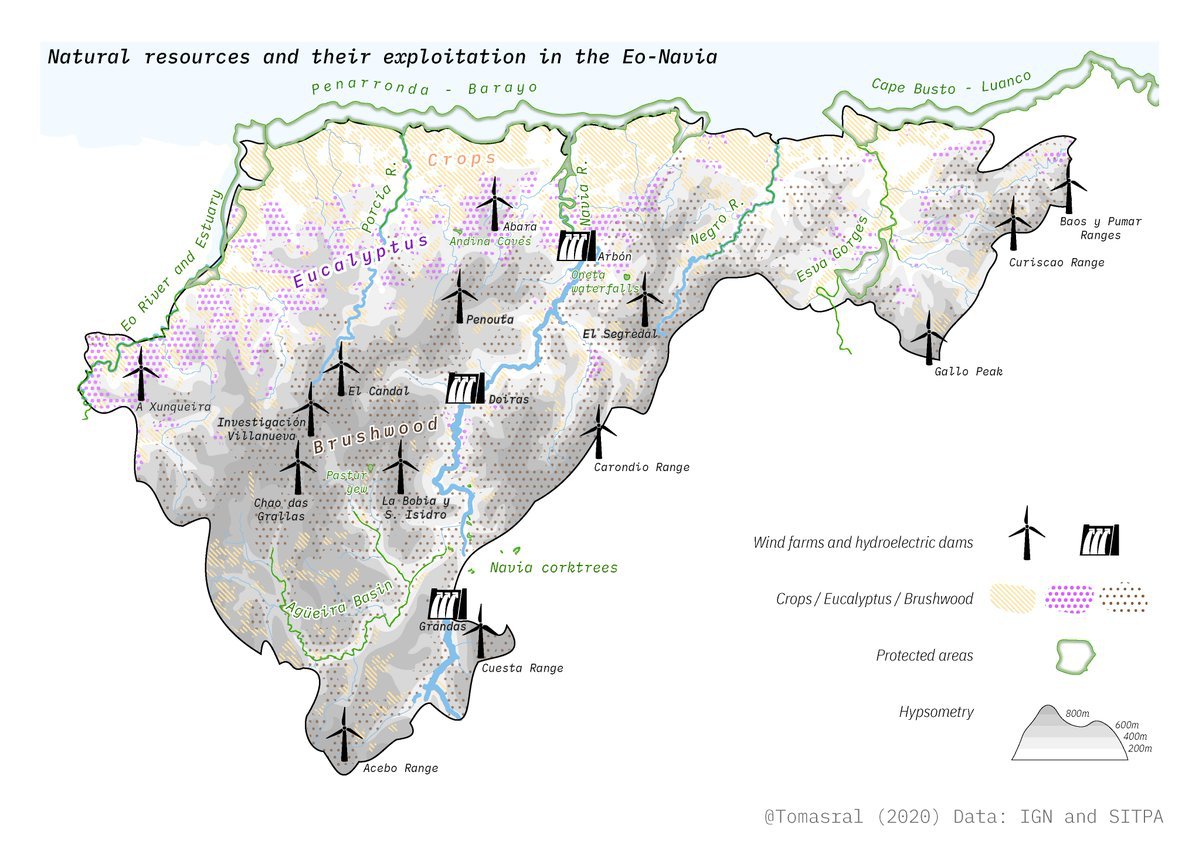 Natural resources and their exploitation in the Eo-Navia
Penarronda - Barayo
Cape Busto - Luanco
Crops
Porcía R.
Navia R.
Eo River and Estuary
Abara
Andina Caves
Eucalyptus
Negro R.
Esva Gorges
Baos y Pumar
Ranges
Curiscao Range
Arbón
Oneta
waterfalls
Penouta
El Segredal
Gallo Peak
A Xunqueira
El Candal
Doiras
Investigación
Villanueva
Brushwood
Carondio Range
Pastur
yew
Chao das
Grallas
La Bobia y
S. Isidro
Navia corktrees
Agüeira Basin
Grandas
Cuesta Range
Acebo Range
Wind farms and hydroelectric dams
Crops / Eucalyptus / Brushwood
Protected areas
Hypsometry
800m
600m
400m
200m
@Tomasral (2020) Data: IGN and SITPA